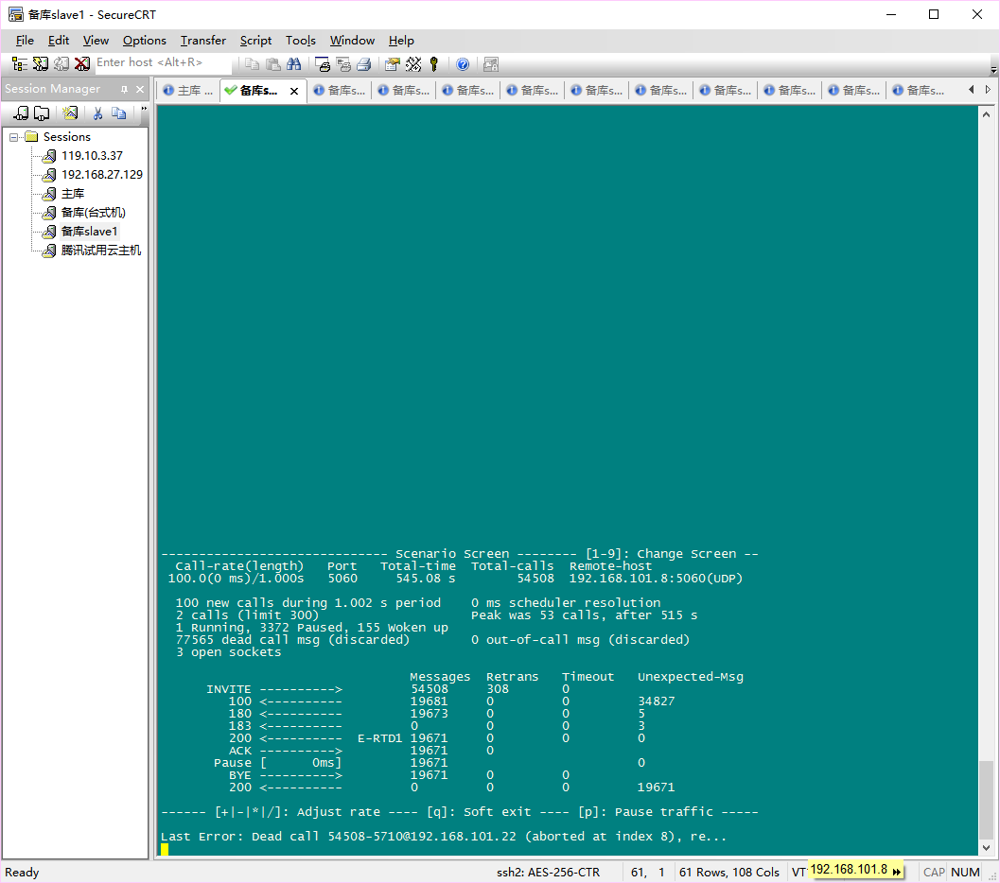 备库slave1 - SecureCRT
File Edit View Options Transfer Script Tools Window Help
Enter host <Alt+R>
Session Manager
主库 ... 备库s... 备库s... 备库s... 备库s... 备库s... 备库s... 备库s... 备库s... 备库s... 备库s... 备库s...
Sessions
119.10.3.37
192.168.27.129
主库
备库(台式机)
备库slave1
腾讯试用云主机
------------------------------ Scenario Screen -------- [1-9]: Change Screen --
Call-rate(length) Port Total-time Total-calls Remote-host
100.0(0 ms)/1.000s 5060 545.08 s 54508 192.168.101.8:5060(UDP)
100 new calls during 1.002 s period 0 ms scheduler resolution
2 calls (limit 300) Peak was 53 calls, after 515 s
1 Running, 3372 Paused, 155 Woken up
77565 dead call msg (discarded) 0 out-of-call msg (discarded)
3 open sockets
Messages Retrans Timeout Unexpected-Msg
INVITE ----------> 54508 308 0
100 <---------- 19681 0 0 34827
180 <---------- 19673 0 0 5
183 <---------- 0 0 0 3
200 <---------- E-RTD1 19671 0 0 0
ACK ----------> 19671 0
Pause [ 0ms] 19671 0
BYE ----------> 19671 0 0
200 <---------- 0 0 0 19671
------ [+|-|*|/]: Adjust rate ---- [q]: Soft exit ---- [p]: Pause traffic -----
Last Error: Dead call 54508-5710@192.168.101.22 (aborted at index 8), re...
Ready ssh2: AES-256-CTR 61, 1 61 Rows, 108 Cols VT 192.168.101.8 CAP NUM